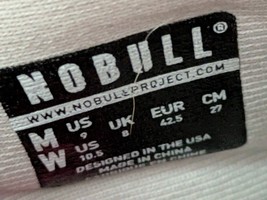 NOBULL®
WWW.NOBULLPROJECT.COM
M US 9 UK 8 EUR 42.5 CM 27
W US 10.5
DESIGNED IN THE USA
MADE IN CHINA